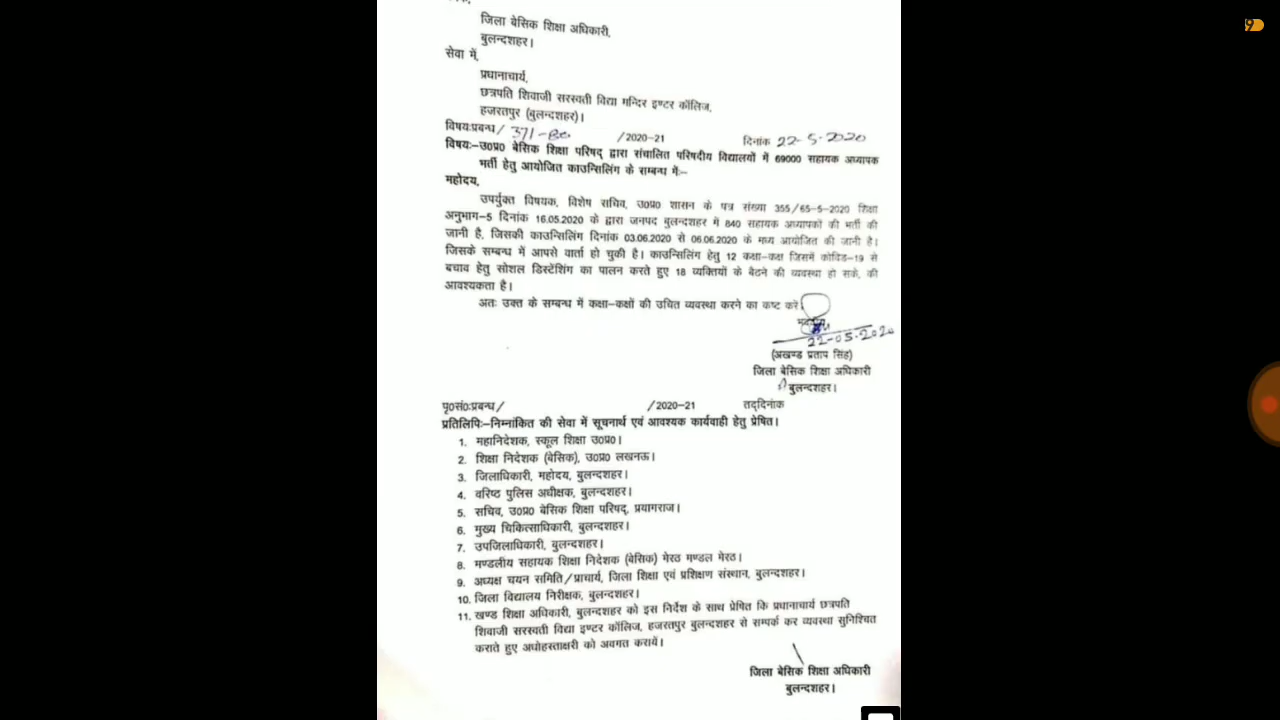 जिला बेसिक शिक्षा अधिकारी,
बुलन्दशहर।
सेवा में,
प्रधानाचार्य,
छत्रपति शिवाजी सरस्वती विद्या मन्दिर इण्टर कॉलिज,
हजरतपुर (बुलन्दशहर)।
विषयःप्रबन्ध/ 371- /2020-21 दिनांक 22-5-2020
विषयः-उ0प्र0 बेसिक शिक्षा परिषद् द्वारा संचालित परिषदीय विद्यालयों में 69000 सहायक अध्यापक
भर्ती हेतु आयोजित काउन्सिलिंग के सम्बन्ध में:-
महोदय,
उपर्युक्त विषयक, विशेष सचिव, उ0प्र0 शासन के पत्र संख्या 355/65-5-2020 शिक्षा
अनुभाग-5 दिनांक 16.05.2020 के द्वारा जनपद बुलन्दशहर में 840 सहायक अध्यापकों की भर्ती की
जानी है, जिसकी काउन्सिलिंग दिनांक 03.06.2020 से 06.06.2020 के मध्य आयोजित की जानी है।
जिसके सम्बन्ध में आपसे वार्ता हो चुकी है। काउन्सिलिंग हेतु 12 कक्षा-कक्ष जिसमें कोविड-19 से
बचाव हेतु सोशल डिस्टेंशिंग का पालन करते हुए 18 व्यक्तियों के बैठने की व्यवस्था हो सके, की
आवश्यकता है।
अतः उक्त के सम्बन्ध में कक्षा-कक्षों की उचित व्यवस्था करने का कष्ट करे
22-05-2020
(अखण्ड प्रताप सिंह)
जिला बेसिक शिक्षा अधिकारी
बुलन्दशहर।
पृ0सं0:प्रबन्ध/ /2020-21 तद्दिनांक
प्रतिलिपिः-निम्नांकित की सेवा में सूचनार्थ एवं आवश्यक कार्यवाही हेतु प्रेषित।
1. महानिदेशक, स्कूल शिक्षा उ0प्र0।
2. शिक्षा निदेशक (बेसिक), उ0प्र0 लखनऊ।
3. जिलाधिकारी, महोदय, बुलन्दशहर।
4. वरिष्ठ पुलिस अधीक्षक, बुलन्दशहर।
5. सचिव, उ0प्र0 बेसिक शिक्षा परिषद्, प्रयागराज।
6. मुख्य चिकित्साधिकारी, बुलन्दशहर।
7. उपजिलाधिकारी, बुलन्दशहर।
8. मण्डलीय सहायक शिक्षा निदेशक (बेसिक) मेरठ मण्डल मेरठ।
9. अध्यक्ष चयन समिति/प्राचार्य, जिला शिक्षा एवं प्रशिक्षण संस्थान, बुलन्दशहर।
10. जिला विद्यालय निरीक्षक, बुलन्दशहर।
11. खण्ड शिक्षा अधिकारी, बुलन्दशहर को इस निर्देश के साथ प्रेषित कि प्रधानाचार्य छत्रपति
शिवाजी सरस्वती विद्या इण्टर कॉलिज, हजरतपुर बुलन्दशहर से सम्पर्क कर व्यवस्था सुनिश्चित
कराते हुए अधोहस्ताक्षरी को अवगत करायें।
जिला बेसिक शिक्षा अधिकारी
बुलन्दशहर।